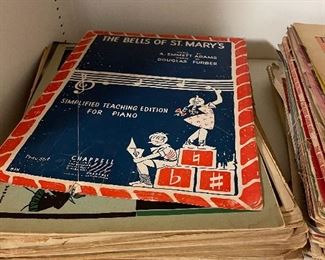 THE BELLS OF ST. MARY'S
A. EMMETT ADAMS
DOUGLAS FURBER
SIMPLIFIED TEACHING EDITION
FOR PIANO
CHAPPELL